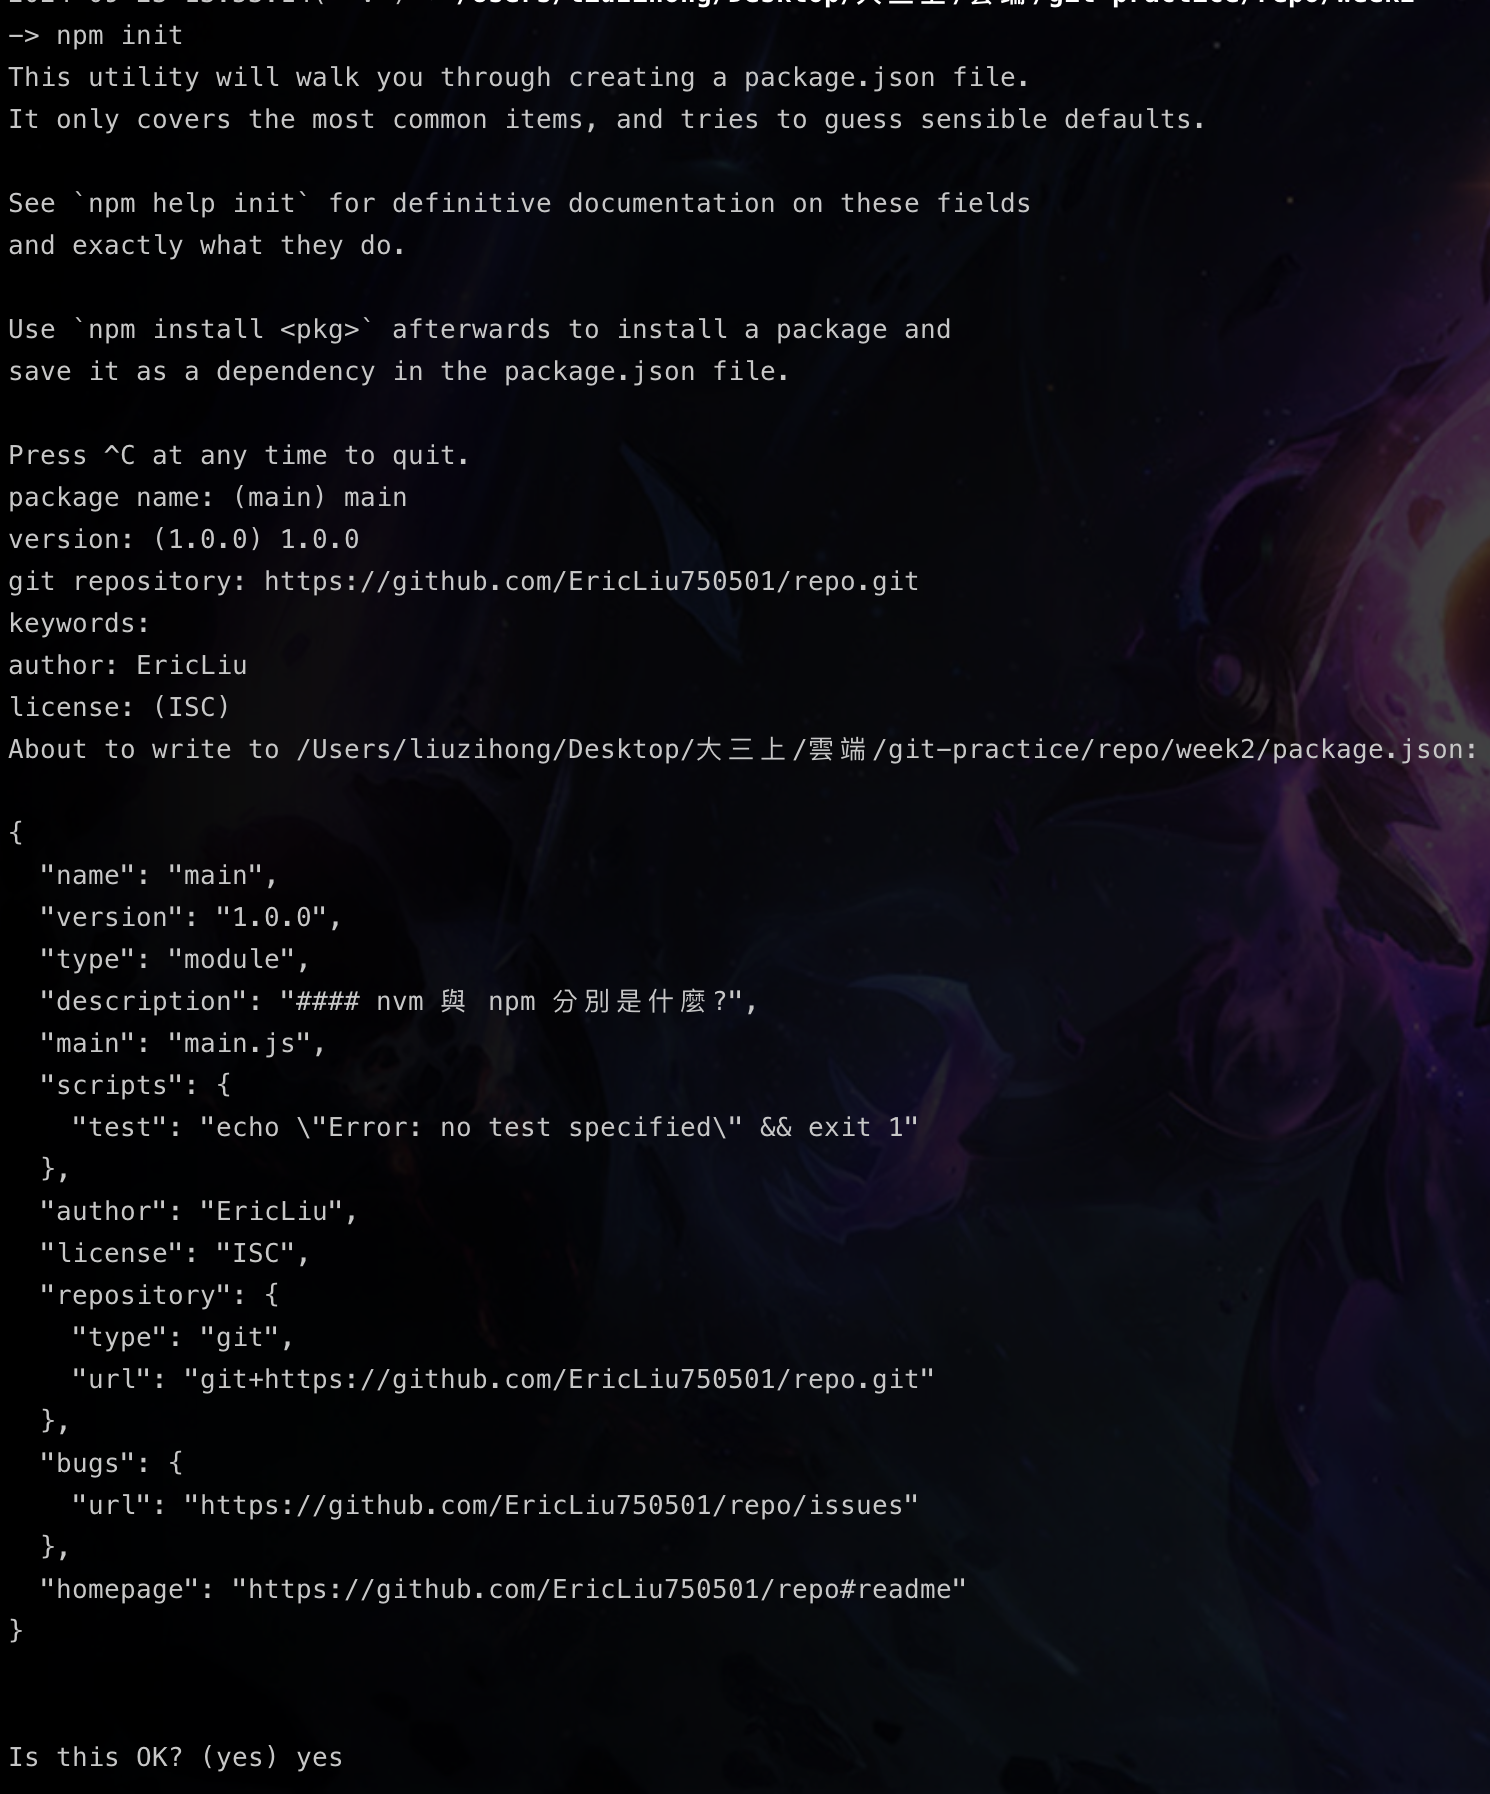 -> npm init
This utility will walk you through creating a package.json file.
It only covers the most common items, and tries to guess sensible defaults.
See `npm help init` for definitive documentation on these fields
and exactly what they do.
Use `npm install <pkg>` afterwards to install a package and
save it as a dependency in the package.json file.
Press ^C at any time to quit.
package name: (main) main
version: (1.0.0) 1.0.0
git repository: https://github.com/EricLiu750501/repo.git
keywords:
author: EricLiu
license: (ISC)
About to write to /Users/liuzihong/Desktop/大三上/雲端/git-practice/repo/week2/package.json:
{
  "name": "main",
  "version": "1.0.0",
  "type": "module",
  "description": "#### nvm 與 npm 分別是什麼?",
  "main": "main.js",
  "scripts": {
    "test": "echo \"Error: no test specified\" && exit 1"
  },
  "author": "EricLiu",
  "license": "ISC",
  "repository": {
    "type": "git",
    "url": "git+https://github.com/EricLiu750501/repo.git"
  },
  "bugs": {
    "url": "https://github.com/EricLiu750501/repo/issues"
  },
  "homepage": "https://github.com/EricLiu750501/repo#readme"
}
Is this OK? (yes) yes